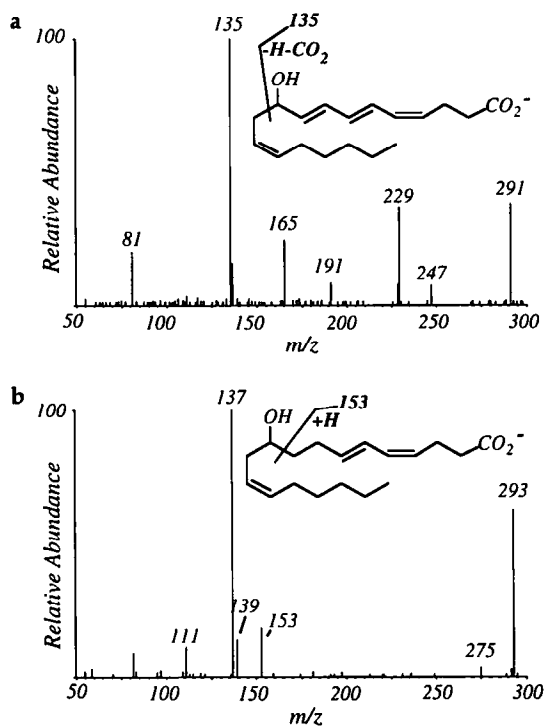 a
100
135
135
-H-CO2
OH
CO2-
291
229
165
81
191
247
Relative Abundance
50 100 150 200 250 300
m/z
b
137
153
+H
100
OH
CO2-
293
139
153
111
275
Relative Abundance
50 100 150 200 250 300
m/z